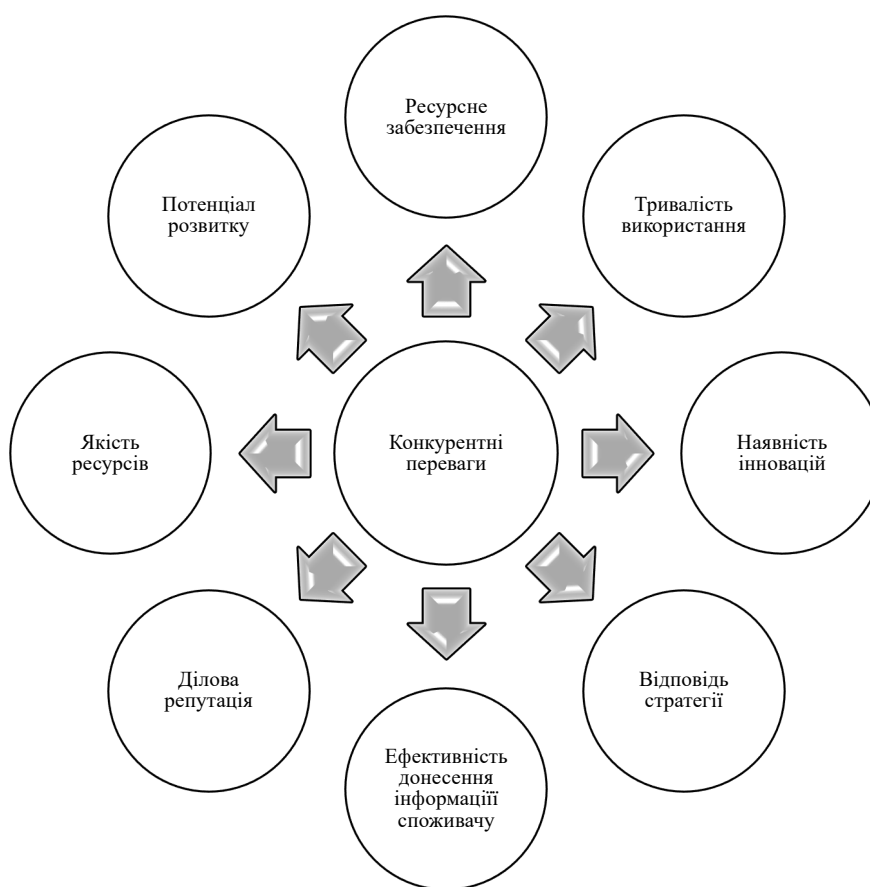 Ресурсне
забезпечення
Тривалість
використання
Наявність
інновацій
Відповідь
стратегії
Ефективність
донесення
інформаціїї
споживачу
Ділова
репутація
Якість
ресурсів
Потенціал
розвитку
Конкурентні
переваги